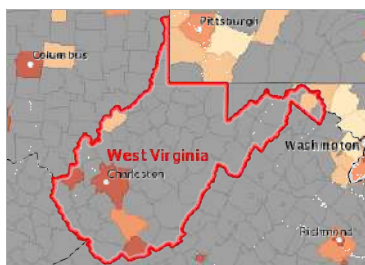 Pittsburgh
Columbus
West Virginia
Washington
Charleston
Richmond